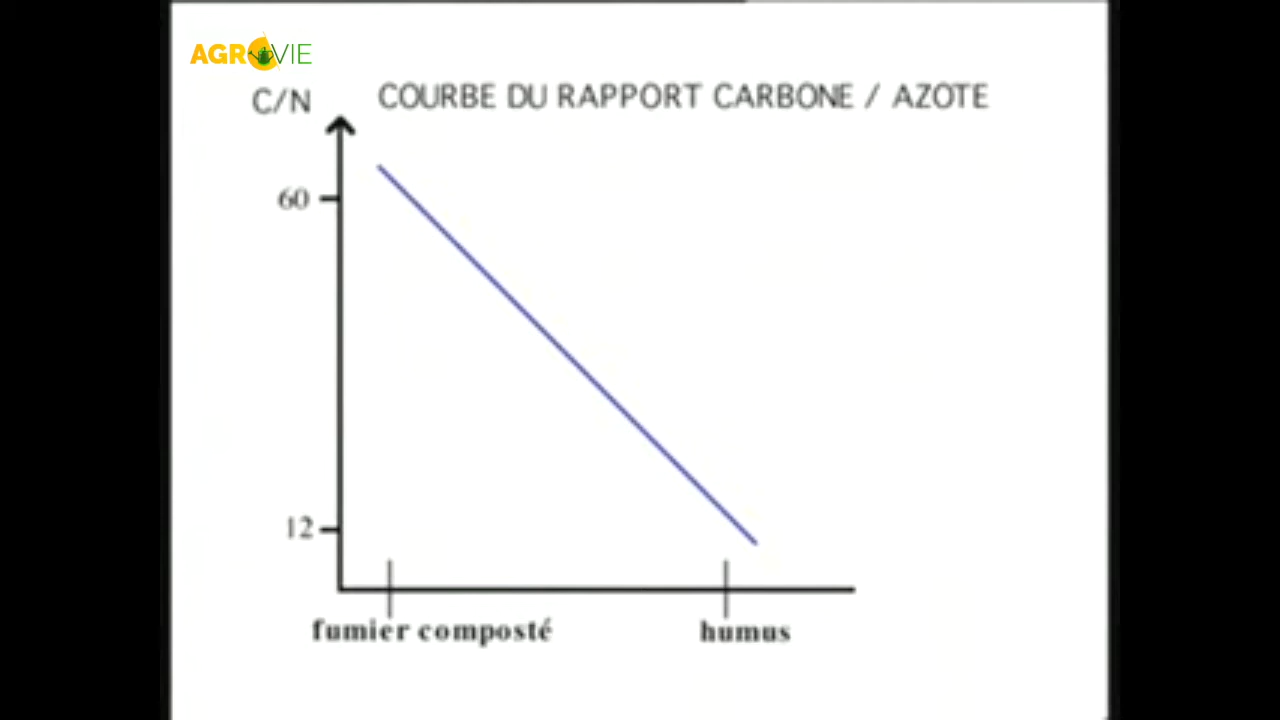 AGROVIE
C/N
COURBE DU RAPPORT CARBONE / AZOTE
60
12
fumier composté
humus